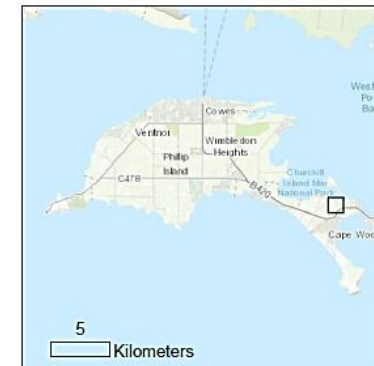 West
Po
Ba
Cowes
Ventnor
Wimbledon
Heights
Phillip
Island
C478
Churchill
Island Mar
National Park
B420
Cape Woo
5
Kilometers